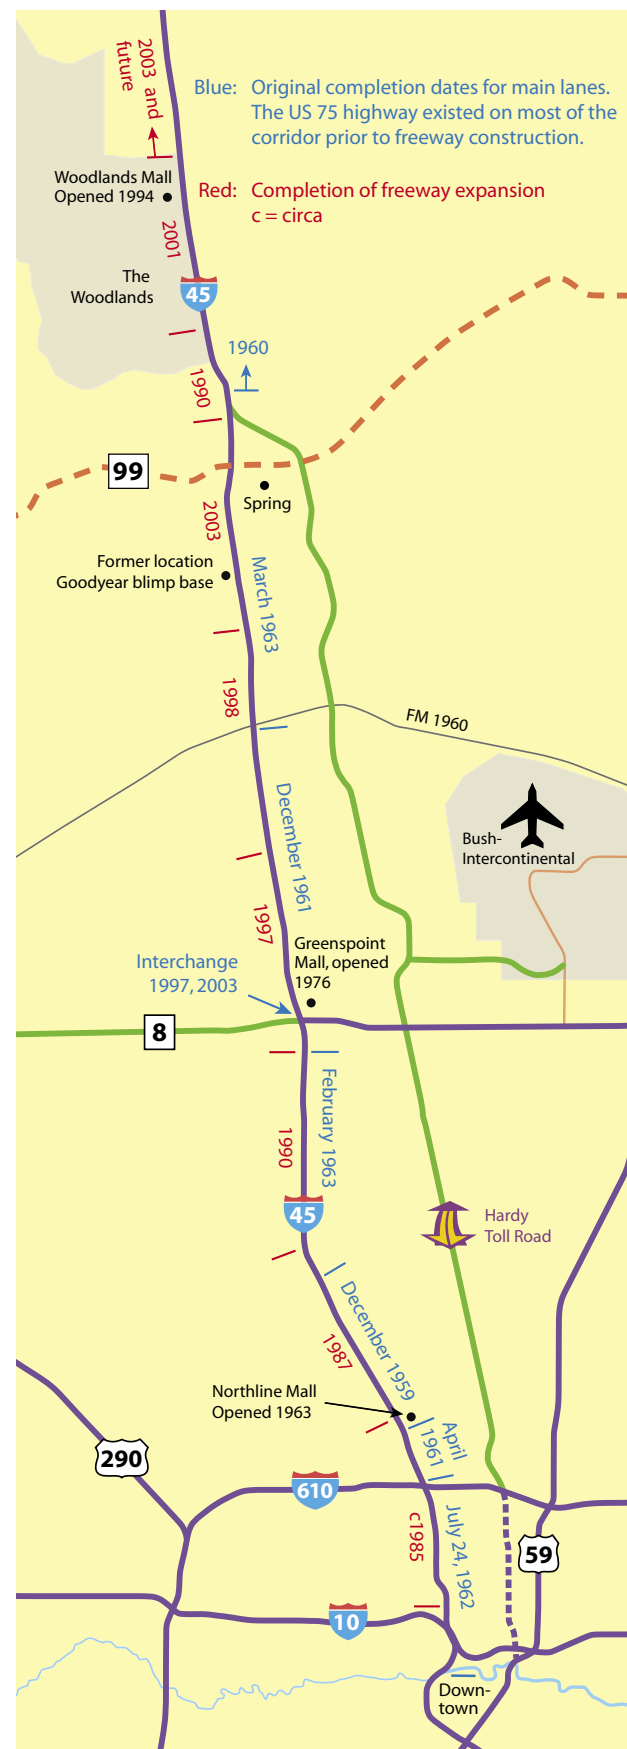 2003 and
future
Blue: Original completion dates for main lanes.
The US 75 highway existed on most of the
corridor prior to freeway construction.
Woodlands Mall
Opened 1994
Red: Completion of freeway expansion
c = circa
2001
The
Woodlands
45
1960
1990
99
Spring
2003
Former location
Goodyear blimp base
March 1963
1998
FM 1960
December 1961
Bush-
Intercontinental
1997
Greenspoint
Mall, opened
1976
Interchange
1997, 2003
8
February 1963
1990
45
Hardy
Toll Road
December 1959
1987
Northline Mall
Opened 1963
April
1961
290
610
c1985
July 24, 1962
59
10
Down-
town